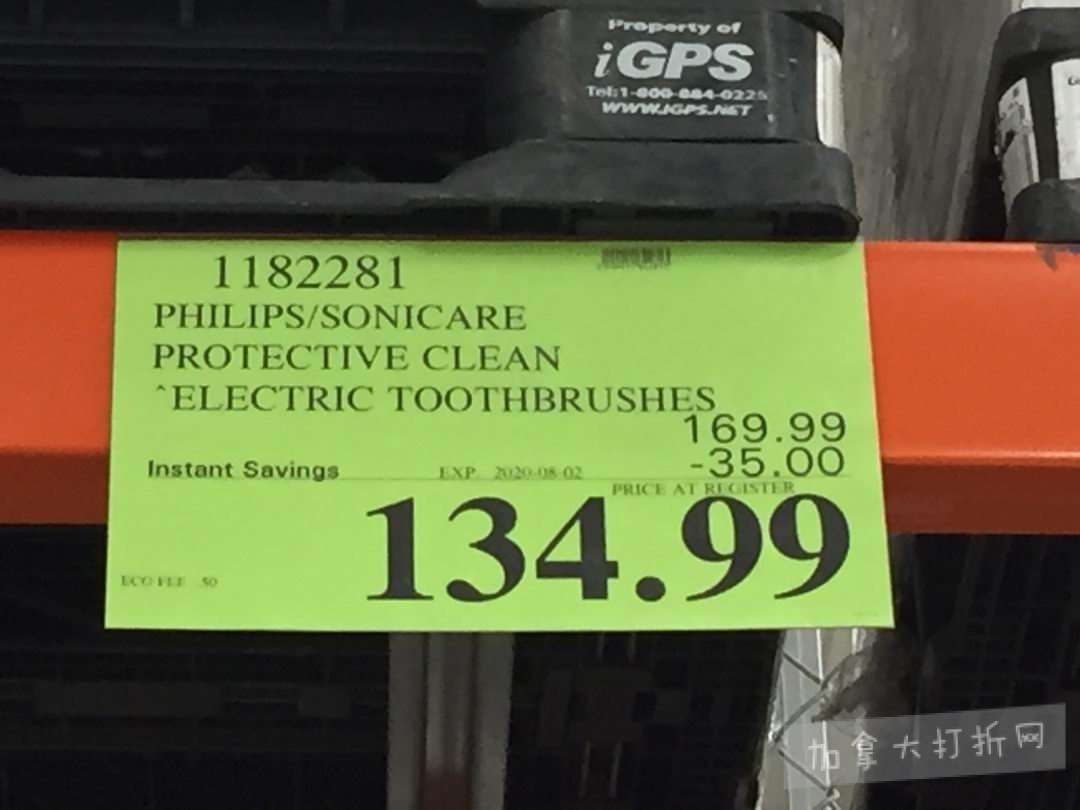 Property of
iGPS
Tel:1-800-884-0225
WWW.IGPS.NET
1182281
PHILIPS/SONICARE
PROTECTIVE CLEAN
^ELECTRIC TOOTHBRUSHES
169.99
Instant Savings EXP. 2020-08-02 -35.00
PRICE AT REGISTER
134.99
ECO FEE .50
加拿大打折网